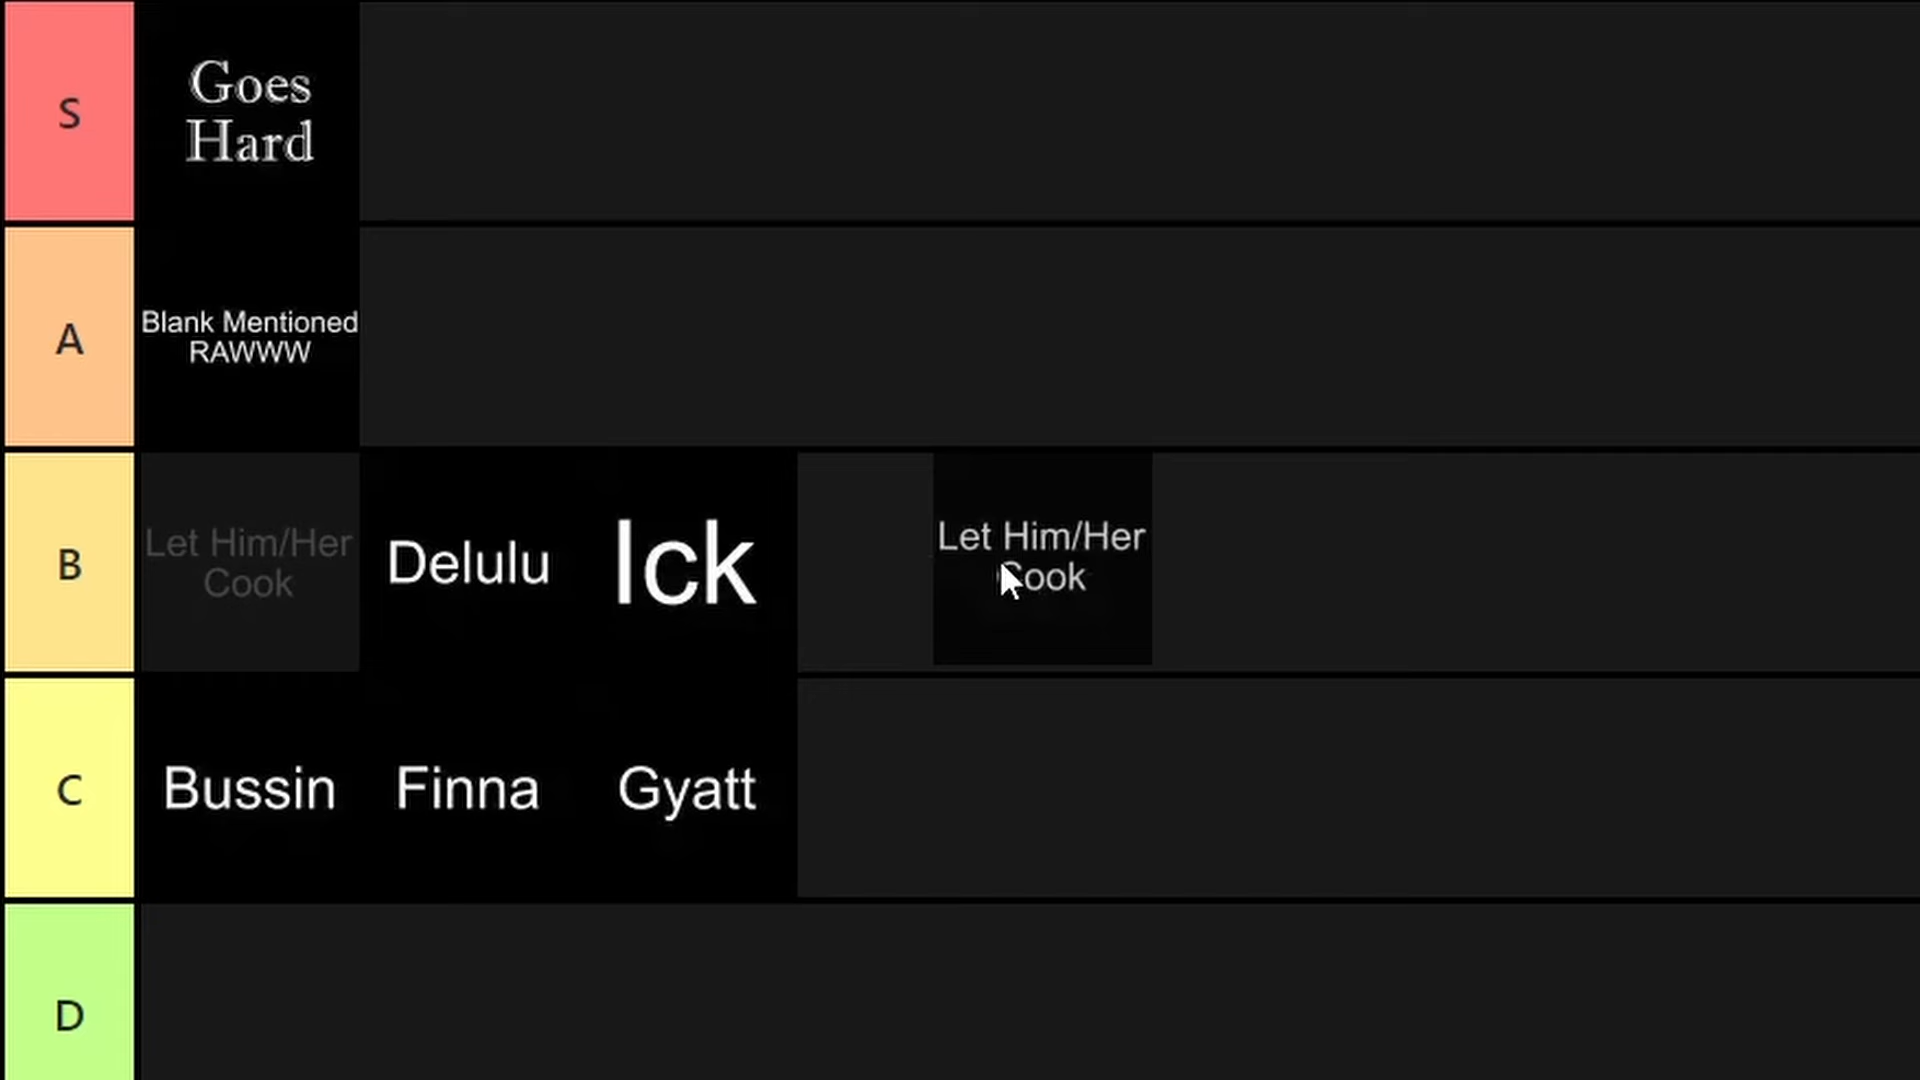 S
Goes
Hard
A
Blank Mentioned
RAWWW
B
Let Him/Her
Cook
Delulu
Ick
Let Him/Her
Cook
C
Bussin
Finna
Gyatt
D